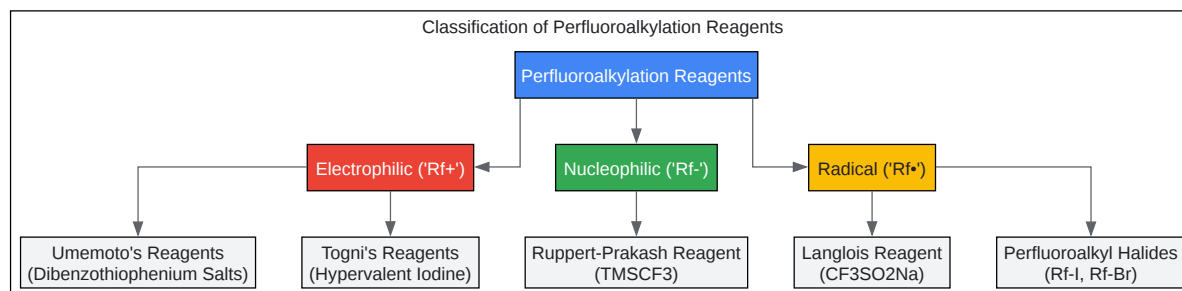 Classification of Perfluoroalkylation Reagents
Perfluoroalkylation Reagents
Electrophilic ('Rf+')
Nucleophilic ('Rf-')
Radical ('Rf•')
Umemoto's Reagents
(Dibenzothiophenium Salts)
Togni's Reagents
(Hypervalent Iodine)
Ruppert-Prakash Reagent
(TMSCF3)
Langlois Reagent
(CF3SO2Na)
Perfluoroalkyl Halides
(Rf-I, Rf-Br)